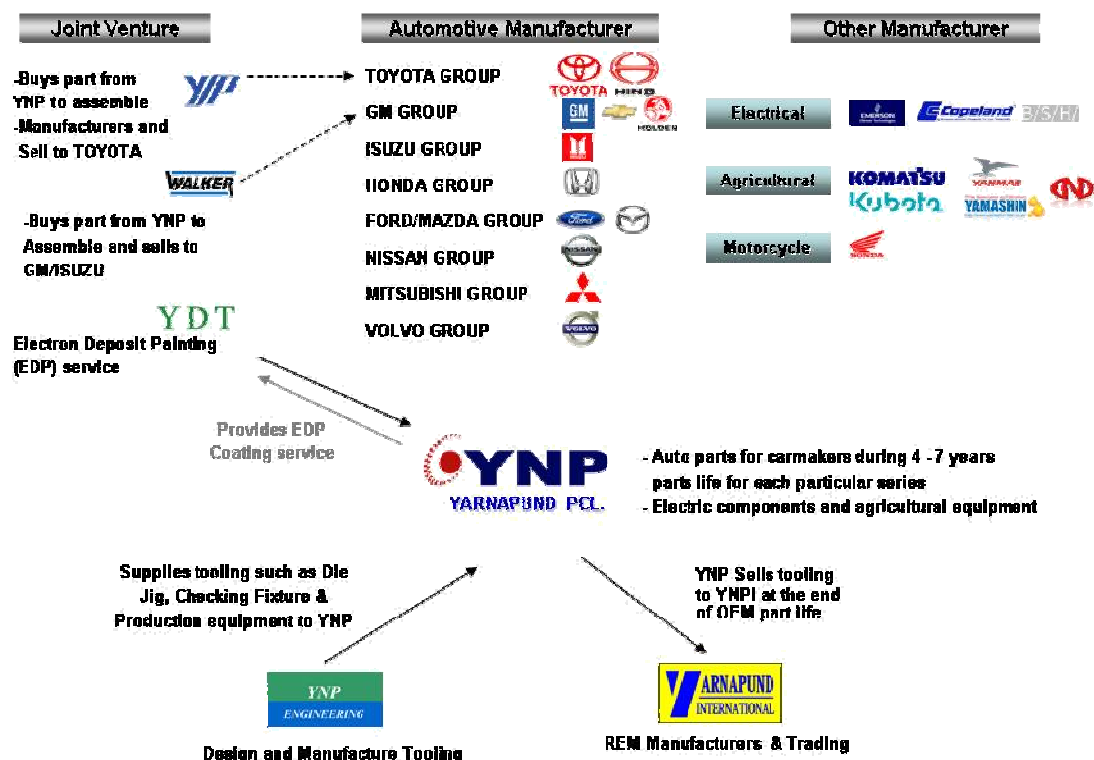 Joint Venture
Automotive Manufacturer
Other Manufacturer
-Buys part from
YNP to assemble
-Manufacturers and
Sell to TOYOTA
YNP
WALKER
-Buys part from YNP to
Assemble and sells to
GM/ISUZU
YDT
Electron Deposit Painting
(EDP) service
TOYOTA GROUP
TOYOTA
HINO
GM GROUP
GM
HOLDEN
ISUZU GROUP
HONDA GROUP
FORD/MAZDA GROUP
Ford
NISSAN GROUP
NISSAN
MITSUBISHI GROUP
VOLVO GROUP
VOLVO
Electrical
EMERSON
Copeland
B/S/H/
Agricultural
KOMATSU
YANMAR
Kubota
YAMASHIN
Motorcycle
HONDA
Provides EDP
Coating service
YNP
YARNAPUND PCL.
- Auto parts for carmakers during 4 -7 years
parts life for each particular series
- Electric components and agricultural equipment
Supplies tooling such as Die
Jig, Checking Fixture &
Production equipment to YNP
YNP Sells tooling
to YNPI at the end
of OEM part life
YNP
ENGINEERING
YARNAPUND
INTERNATIONAL
Design and Manufacture Tooling
REM Manufacturers & Trading